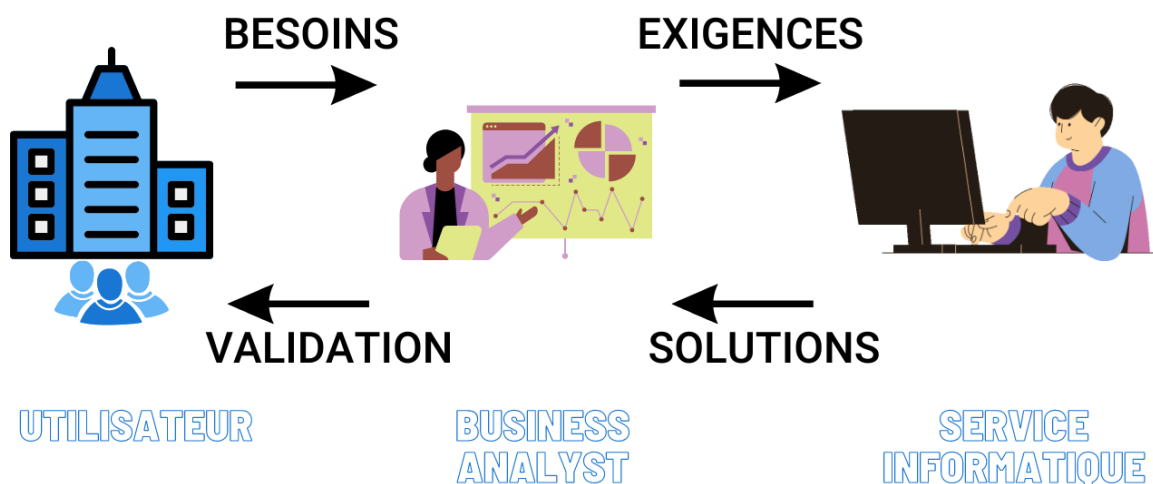 BESOINS
EXIGENCES
VALIDATION
SOLUTIONS
UTILISATEUR
BUSINESS
ANALYST
SERVICE
INFORMATIQUE